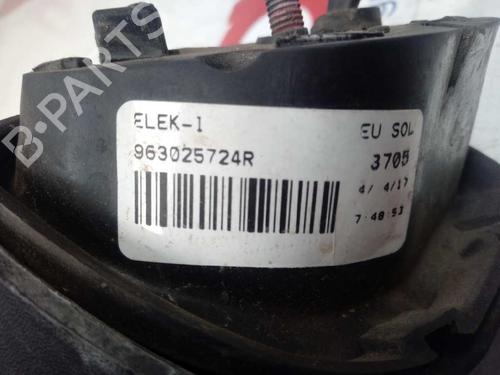 ELEK-1 EU SOL
963025724R 3705
4/ 4/17
7:48:53
B-PARTS